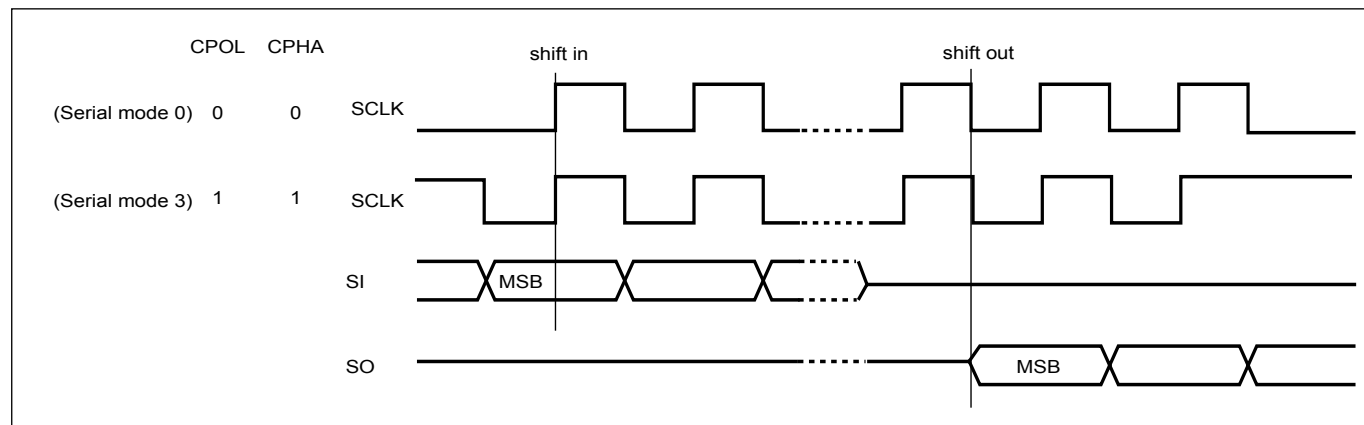 CPOL CPHA
shift in
shift out
(Serial mode 0) 0 0 SCLK
(Serial mode 3) 1 1 SCLK
SI MSB
SO MSB